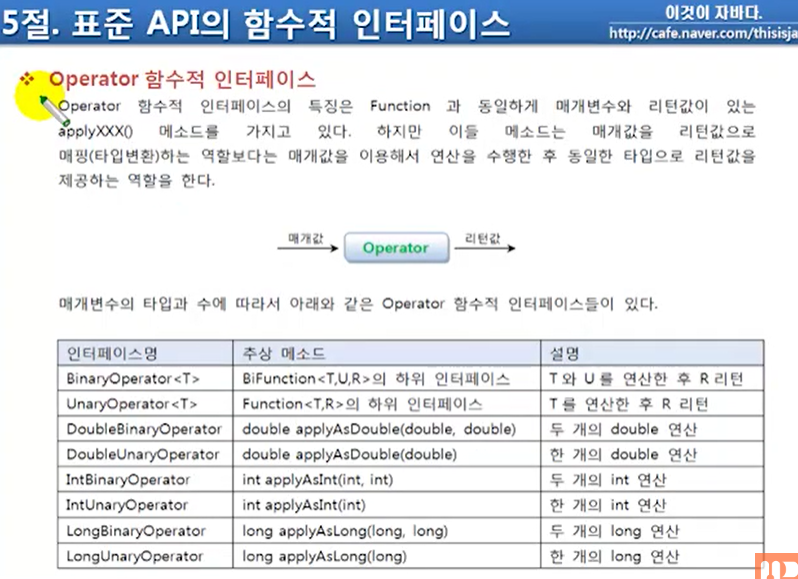 5절. 표준 API의 함수적 인터페이스
이것이 자바다.
http://cafe.naver.com/thisisja
Operator 함수적 인터페이스
Operator 함수적 인터페이스의 특징은 Function 과 동일하게 매개변수와 리턴값이 있는
applyXXX() 메소드를 가지고 있다. 하지만 이들 메소드는 매개값을 리턴값으로
매핑(타입변환)하는 역할보다는 매개값을 이용해서 연산을 수행한 후 동일한 타입으로 리턴값을
제공하는 역할을 한다.
매개값 Operator 리턴값
매개변수의 타입과 수에 따라서 아래와 같은 Operator 함수적 인터페이스들이 있다.
인터페이스명 추상 메소드 설명
BinaryOperator<T> BiFunction<T,U,R>의 하위 인터페이스 T 와 U 를 연산한 후 R 리턴
UnaryOperator<T> Function<T,R>의 하위 인터페이스 T 를 연산한 후 R 리턴
DoubleBinaryOperator double applyAsDouble(double, double) 두 개의 double 연산
DoubleUnaryOperator double applyAsDouble(double) 한 개의 double 연산
IntBinaryOperator int applyAsInt(int, int) 두 개의 int 연산
IntUnaryOperator int applyAsInt(int) 한 개의 int 연산
LongBinaryOperator long applyAsLong(long, long) 두 개의 long 연산
LongUnaryOperator long applyAsLong(long) 한 개의 long 연산